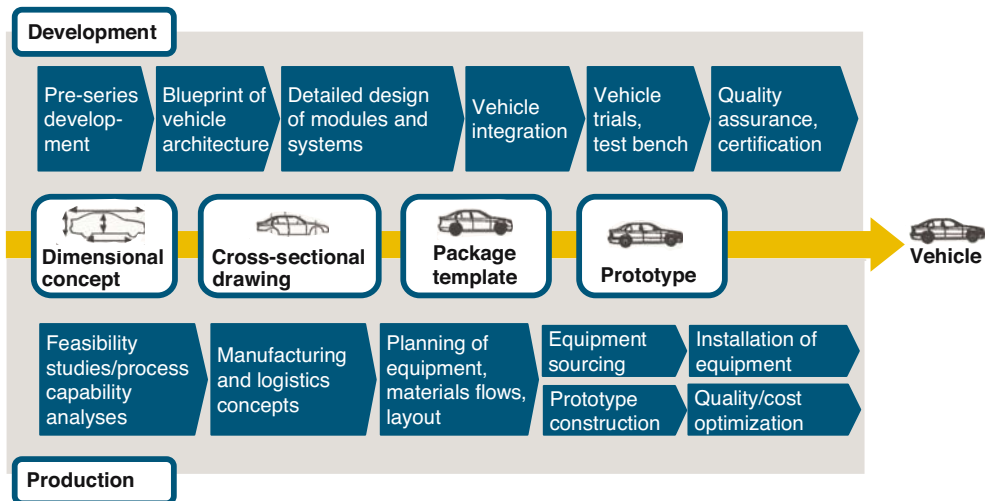 Development
Pre-series
develop-
ment
Blueprint of
vehicle
architecture
Detailed design
of modules and
systems
Vehicle
integration
Vehicle
trials,
test bench
Quality
assurance,
certification
Dimensional
concept
Cross-sectional
drawing
Package
template
Prototype
Vehicle
Feasibility
studies/process
capability
analyses
Manufacturing
and logistics
concepts
Planning of
equipment,
materials flows,
layout
Equipment
sourcing
Installation of
equipment
Prototype
construction
Quality/cost
optimization
Production